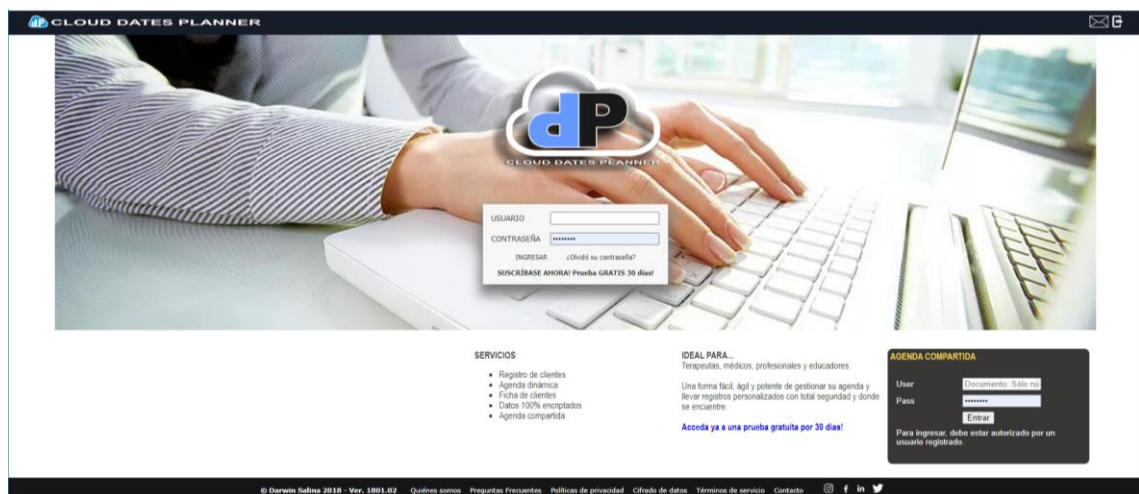 dP CLOUD DATES PLANNER
dP
CLOUD DATES PLANNER
USUARIO
CONTRASEÑA ••••••••
INGRESAR ¿Olvidó su contraseña?
SUSCRÍBASE AHORA! Prueba GRATIS 30 días!
SERVICIOS
Registro de clientes
Agenda dinámica
Ficha de clientes
Datos 100% encriptados
Agenda compartida
IDEAL PARA...
Terapeutas, médicos, profesionales y educadores.
Una forma fácil, ágil y potente de gestionar su agenda y
llevar registros personalizados con total seguridad y donde
se encuentre.
Acceda ya a una prueba gratuita por 30 días!
AGENDA COMPARTIDA
User Documento: Sólo nú
Pass ••••••••
Entrar
Para ingresar, debe estar autorizado por un
usuario registrado.
© Darwin Salina 2018 - Ver. 1801.02 Quiénes somos Preguntas Frecuentes Políticas de privacidad Cifrado de datos Términos de servicio Contacto